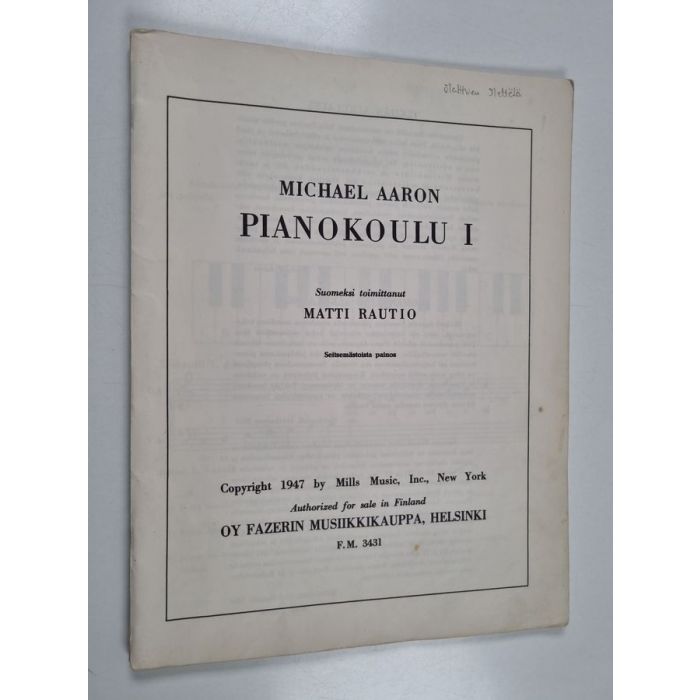 MICHAEL AARON
PIANOKOULU I
Suomeksi toimittanut
MATTI RAUTIO
Seitsemästoista painos
Copyright 1947 by Mills Music, Inc., New York
Authorized for sale in Finland
OY FAZERIN MUSIIKKIKAUPPA, HELSINKI
F.M. 3431